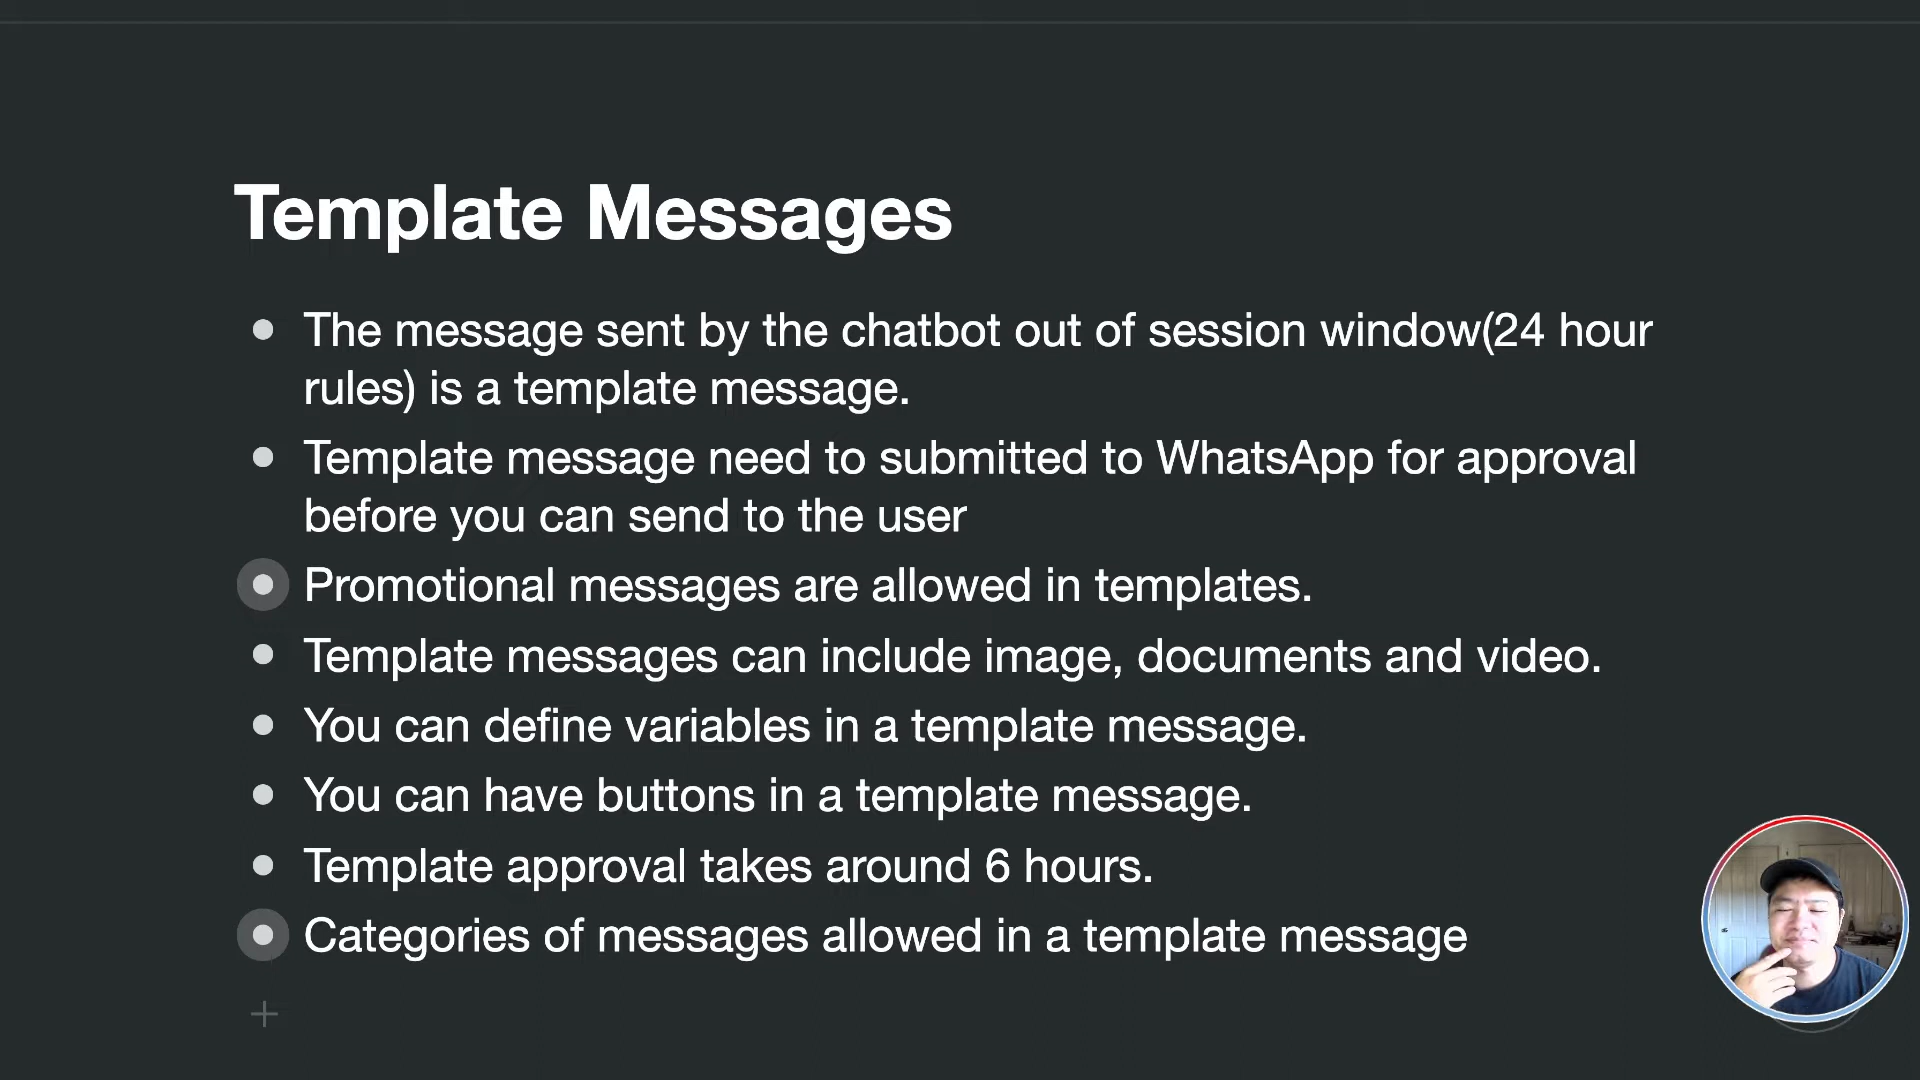 Template Messages
The message sent by the chatbot out of session window(24 hour
rules) is a template message.
Template message need to submitted to WhatsApp for approval
before you can send to the user
Promotional messages are allowed in templates.
Template messages can include image, documents and video.
You can define variables in a template message.
You can have buttons in a template message.
Template approval takes around 6 hours.
Categories of messages allowed in a template message